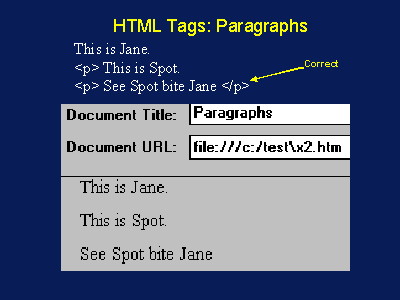 HTML Tags: Paragraphs
This is Jane.
<p> This is Spot.
<p> See Spot bite Jane </p>
Correct
Document Title: Paragraphs
Document URL: file:///c:/test\x2.htm
This is Jane.
This is Spot.
See Spot bite Jane